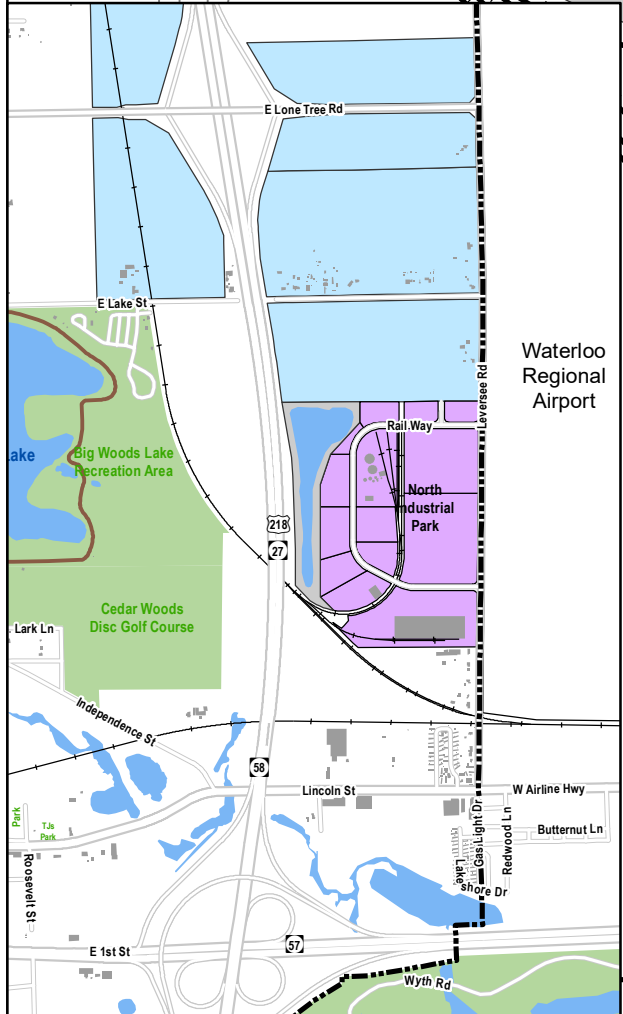 E Lone Tree Rd
E Lake St
Leversee Rd
Waterloo
Regional
Airport
Rail Way
Lake
Big Woods Lake
Recreation Area
North
Industrial
Park
218
27
Cedar Woods
Disc Golf Course
Lark Ln
Independence St
58
Lincoln St
W Airline Hwy
Gas Light Dr
Redwood Ln
Butternut Ln
Park
TJs
Park
Lake
shore Dr
Roosevelt St
E 1st St
57
Wyth Rd